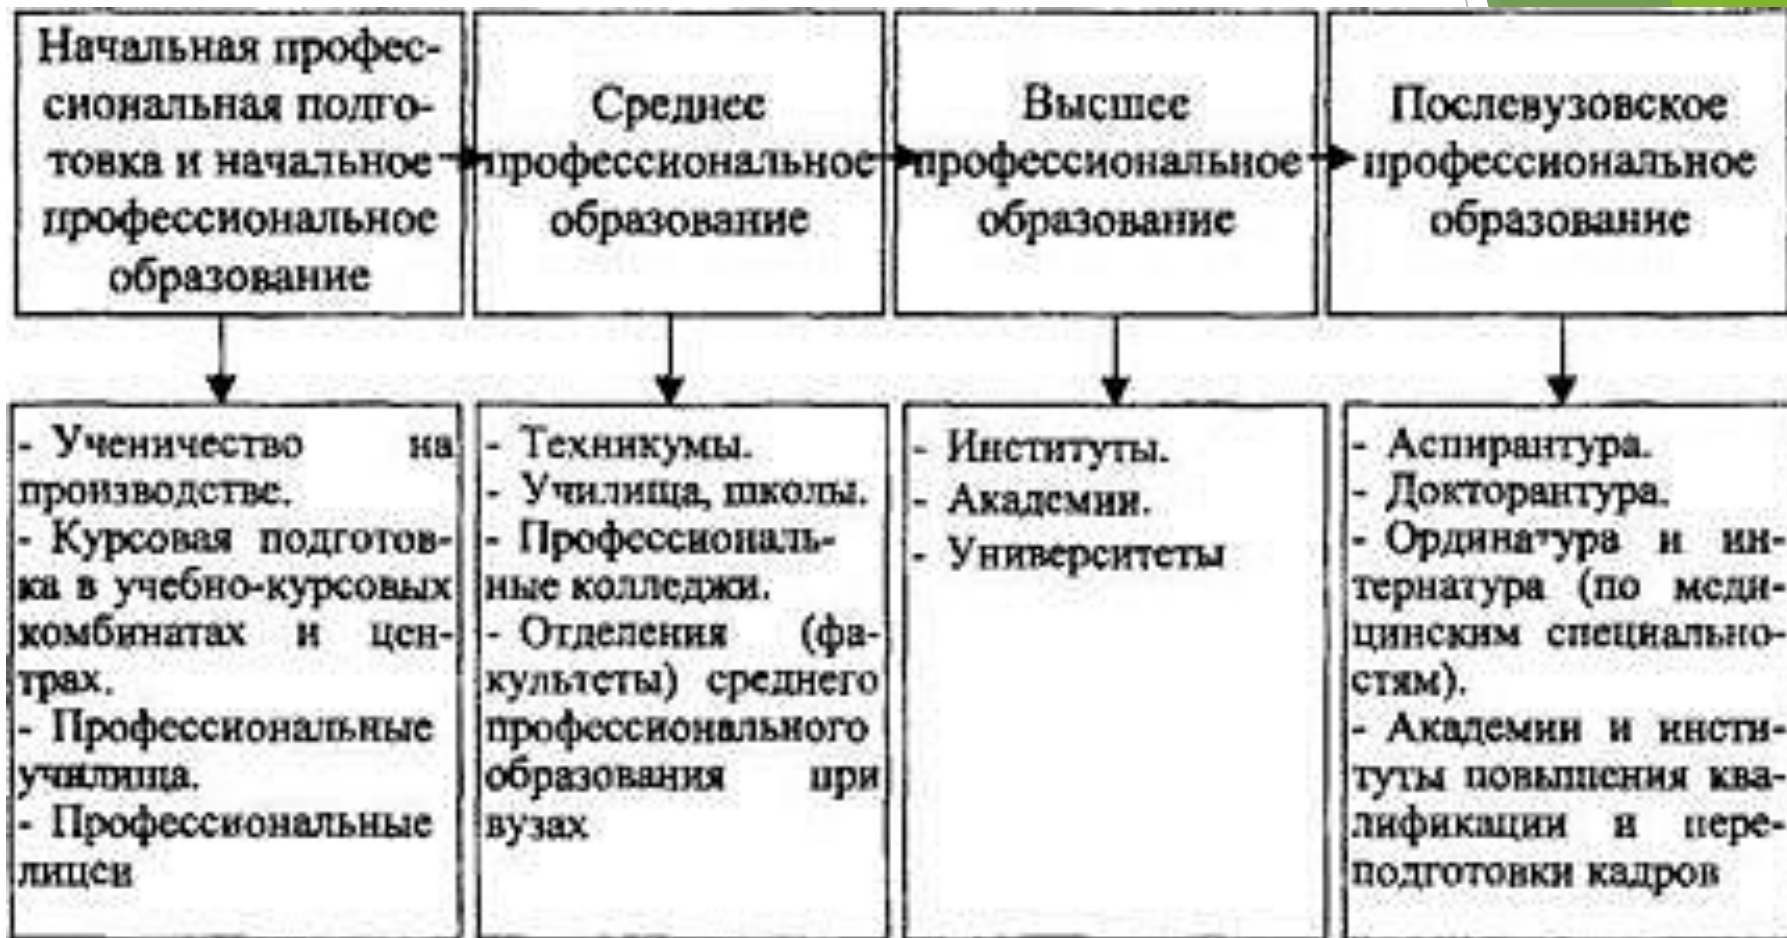 Начальная профес-
сиональная подго-
товка и начальное
профессиональное
образование
Среднее
профессиональное
образование
Высшее
профессиональное
образование
Послевузовское
профессиональное
образование
- Ученичество на
производстве.
- Курсовая подготов-
ка в учебно-курсовых
комбинатах и цен-
трах.
- Профессиональные
училища.
- Профессиональные
лицеи
- Техникумы.
- Училища, школы.
- Профессиональ-
ные колледжи.
- Отделения (фа-
культеты) среднего
профессионального
образования при
вузах
- Институты.
- Академии.
- Университеты
- Аспирантура.
- Докторантура.
- Ординатура и ин-
тернатура (по меди-
цинским специально-
стям).
- Академии и инсти-
туты повышения ква-
лификации и пере-
подготовки кадров